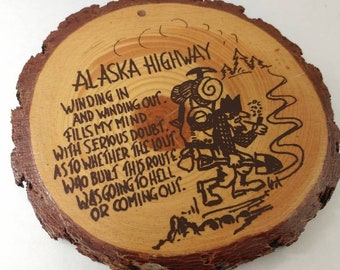 ALASKA HIGHWAY
WINDING IN
AND WINDING OUT
FILLS MY MIND
WITH SERIOUS DOUBT
AS TO WHETHER THE LOUT
WHO BUILT THIS ROUTE
WAS GOING TO HELL
OR COMING OUT.